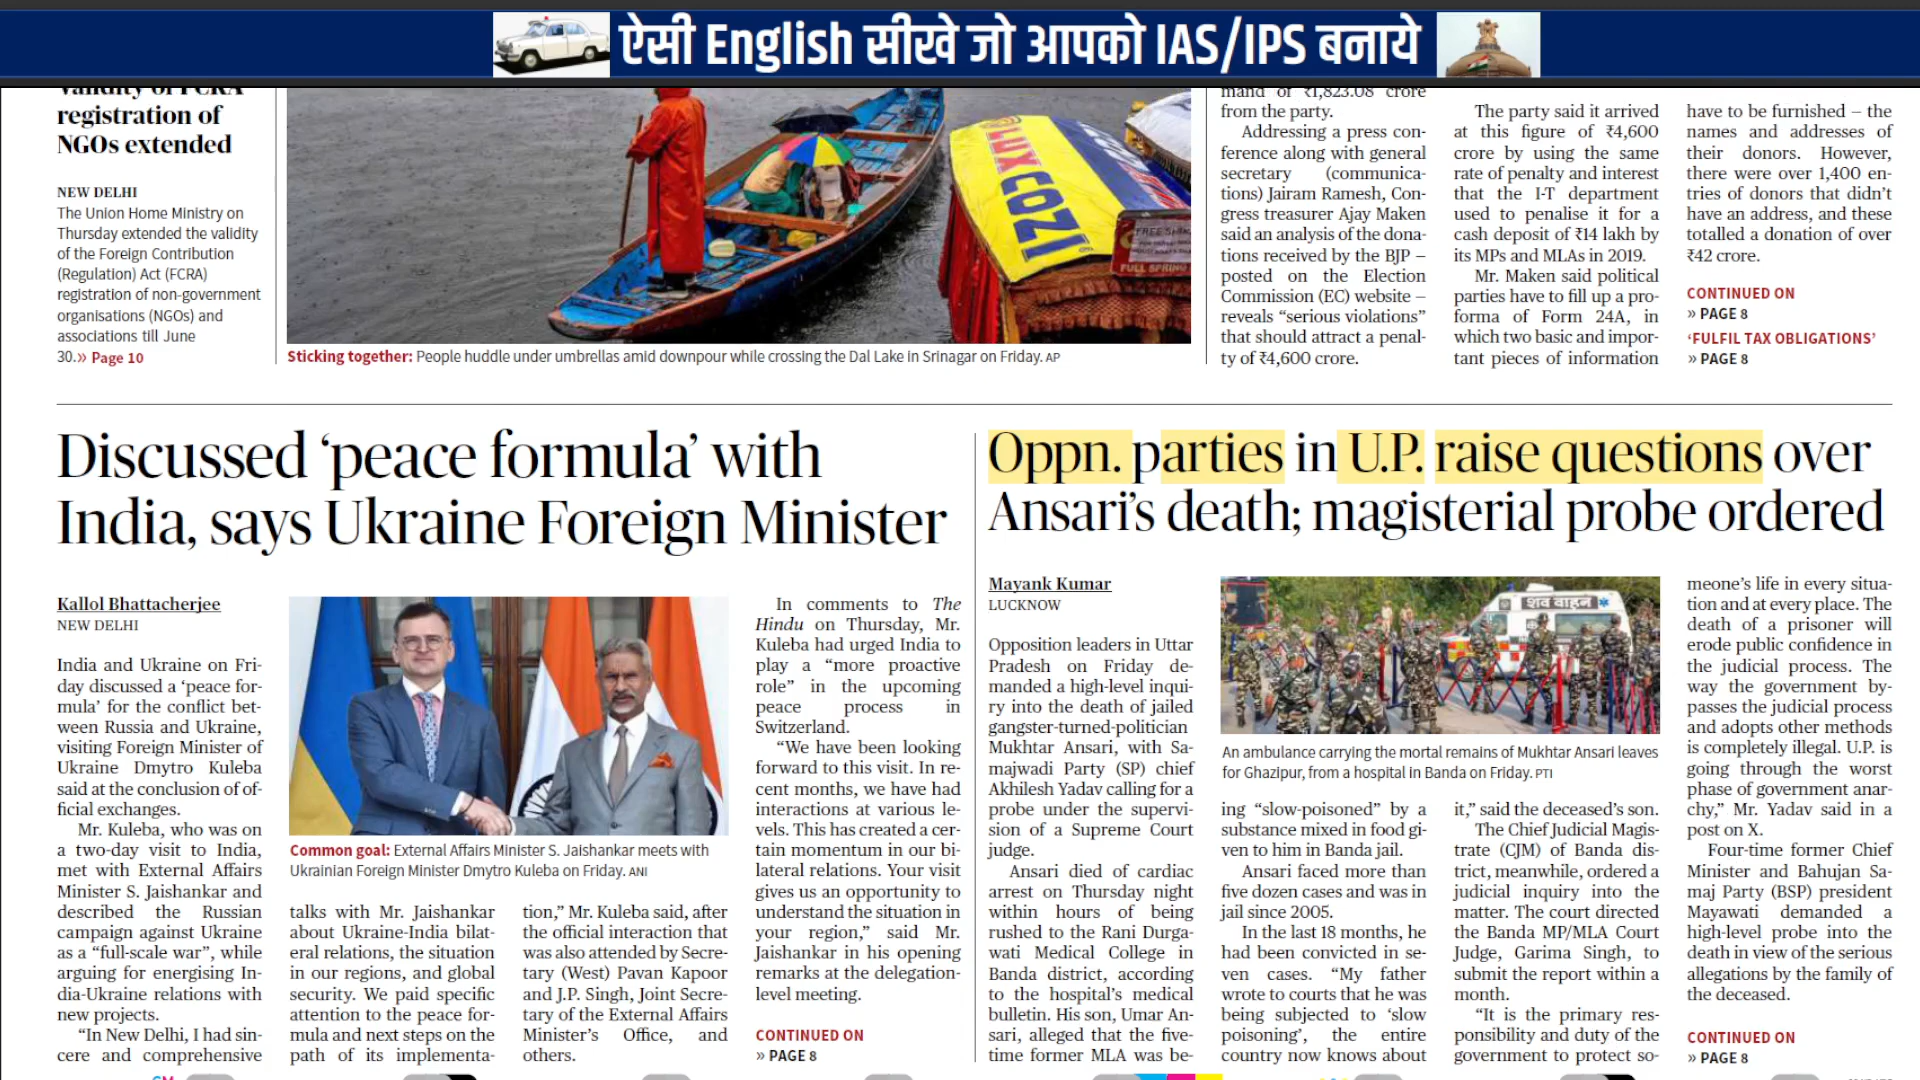 ऐसी English सीखे जो आपको IAS/IPS बनाये
Validity of FCRA
registration of
NGOs extended
NEW DELHI
The Union Home Ministry on
Thursday extended the validity
of the Foreign Contribution
(Regulation) Act (FCRA)
registration of non-government
organisations (NGOs) and
associations till June
30.» Page 10
LUX COZI
Sticking together: People huddle under umbrellas amid downpour while crossing the Dal Lake in Srinagar on Friday. AP
mand of ₹1,823.08 crore
from the party.
Addressing a press con-
ference along with general
secretary (communica-
tions) Jairam Ramesh, Con-
gress treasurer Ajay Maken
said an analysis of the dona-
tions received by the BJP –
posted on the Election
Commission (EC) website –
reveals “serious violations”
that should attract a penal-
ty of ₹4,600 crore.
The party said it arrived
at this figure of ₹4,600
crore by using the same
rate of penalty and interest
that the I-T department
used to penalise it for a
cash deposit of ₹14 lakh by
its MPs and MLAs in 2019.
Mr. Maken said political
parties have to fill up a pro-
forma of Form 24A, in
which two basic and impor-
tant pieces of information
have to be furnished – the
names and addresses of
their donors. However,
there were over 1,400 en-
tries of donors that didn’t
have an address, and these
totalled a donation of over
₹42 crore.
CONTINUED ON
» PAGE 8
‘FULFIL TAX OBLIGATIONS’
» PAGE 8
Discussed ‘peace formula’ with
India, says Ukraine Foreign Minister
Kallol Bhattacherjee
NEW DELHI
India and Ukraine on Fri-
day discussed a ‘peace for-
mula’ for the conflict bet-
ween Russia and Ukraine,
visiting Foreign Minister of
Ukraine Dmytro Kuleba
said at the conclusion of of-
ficial exchanges.
Mr. Kuleba, who was on
a two-day visit to India,
met with External Affairs
Minister S. Jaishankar and
described the Russian
campaign against Ukraine
as a “full-scale war”, while
arguing for energising In-
dia-Ukraine relations with
new projects.
“In New Delhi, I had sin-
cere and comprehensive
Common goal: External Affairs Minister S. Jaishankar meets with
Ukrainian Foreign Minister Dmytro Kuleba on Friday. ANI
talks with Mr. Jaishankar
about Ukraine-India bilat-
eral relations, the situation
in our regions, and global
security. We paid specific
attention to the peace for-
mula and next steps on the
path of its implementa-
tion,” Mr. Kuleba said, after
the official interaction that
was also attended by Secre-
tary (West) Pavan Kapoor
and J.P. Singh, Joint Secre-
tary of the External Affairs
Minister’s Office, and
others.
In comments to The
Hindu on Thursday, Mr.
Kuleba had urged India to
play a “more proactive
role” in the upcoming
peace process in
Switzerland.
“We have been looking
forward to this visit. In re-
cent months, we have had
interactions at various le-
vels. This has created a cer-
tain momentum in our bi-
lateral relations. Your visit
gives us an opportunity to
understand the situation in
your region,” said Mr.
Jaishankar in his opening
remarks at the delegation-
level meeting.
CONTINUED ON
» PAGE 8
Oppn. parties in U.P. raise questions over
Ansari’s death; magisterial probe ordered
Mayank Kumar
LUCKNOW
Opposition leaders in Uttar
Pradesh on Friday de-
manded a high-level inqui-
ry into the death of jailed
gangster-turned-politician
Mukhtar Ansari, with Sa-
majwadi Party (SP) chief
Akhilesh Yadav calling for a
probe under the supervi-
sion of a Supreme Court
judge.
Ansari died of cardiac
arrest on Thursday night
within hours of being
rushed to the Rani Durga-
wati Medical College in
Banda district, according
to the hospital’s medical
bulletin. His son, Umar An-
sari, alleged that the five-
time former MLA was be-
शव वाहन
An ambulance carrying the mortal remains of Mukhtar Ansari leaves
for Ghazipur, from a hospital in Banda on Friday. PTI
ing “slow-poisoned” by a
substance mixed in food gi-
ven to him in Banda jail.
Ansari faced more than
five dozen cases and was in
jail since 2005.
In the last 18 months, he
had been convicted in se-
ven cases. “My father
wrote to courts that he was
being subjected to ‘slow
poisoning’, the entire
country now knows about
it,” said the deceased’s son.
The Chief Judicial Magis-
trate (CJM) of Banda dis-
trict, meanwhile, ordered a
judicial inquiry into the
matter. The court directed
the Banda MP/MLA Court
Judge, Garima Singh, to
submit the report within a
month.
“It is the primary res-
ponsibility and duty of the
government to protect so-
meone’s life in every situa-
tion and at every place. The
death of a prisoner will
erode public confidence in
the judicial process. The
way the government by-
passes the judicial process
and adopts other methods
is completely illegal. U.P. is
going through the worst
phase of government anar-
chy,” Mr. Yadav said in a
post on X.
Four-time former Chief
Minister and Bahujan Sa-
maj Party (BSP) president
Mayawati demanded a
high-level probe into the
death in view of the serious
allegations by the family of
the deceased.
CONTINUED ON
» PAGE 8